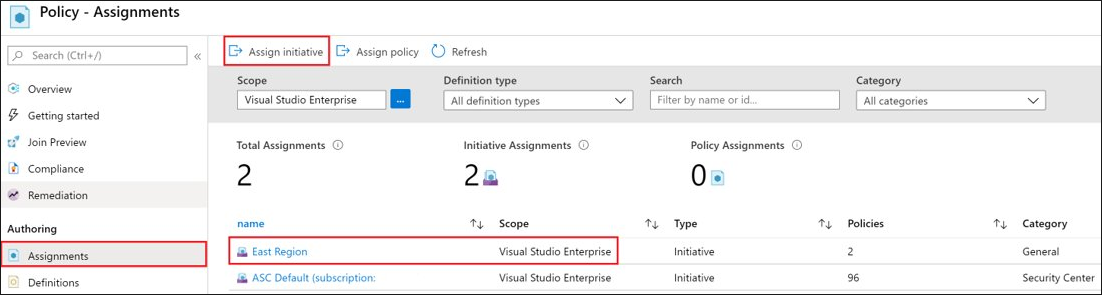 Policy - Assignments
Search (Ctrl+/)
«
Overview
Getting started
Join Preview
Compliance
Remediation
Authoring
Assignments
Definitions
Assign initiative Assign policy Refresh
Scope Definition type Search Category
Visual Studio Enterprise ... All definition types Filter by name or id... All categories
Total Assignments Initiative Assignments Policy Assignments
2 2 0
name Scope Type Policies Category
East Region Visual Studio Enterprise Initiative 2 General
ASC Default (subscription: Visual Studio Enterprise Initiative 96 Security Center